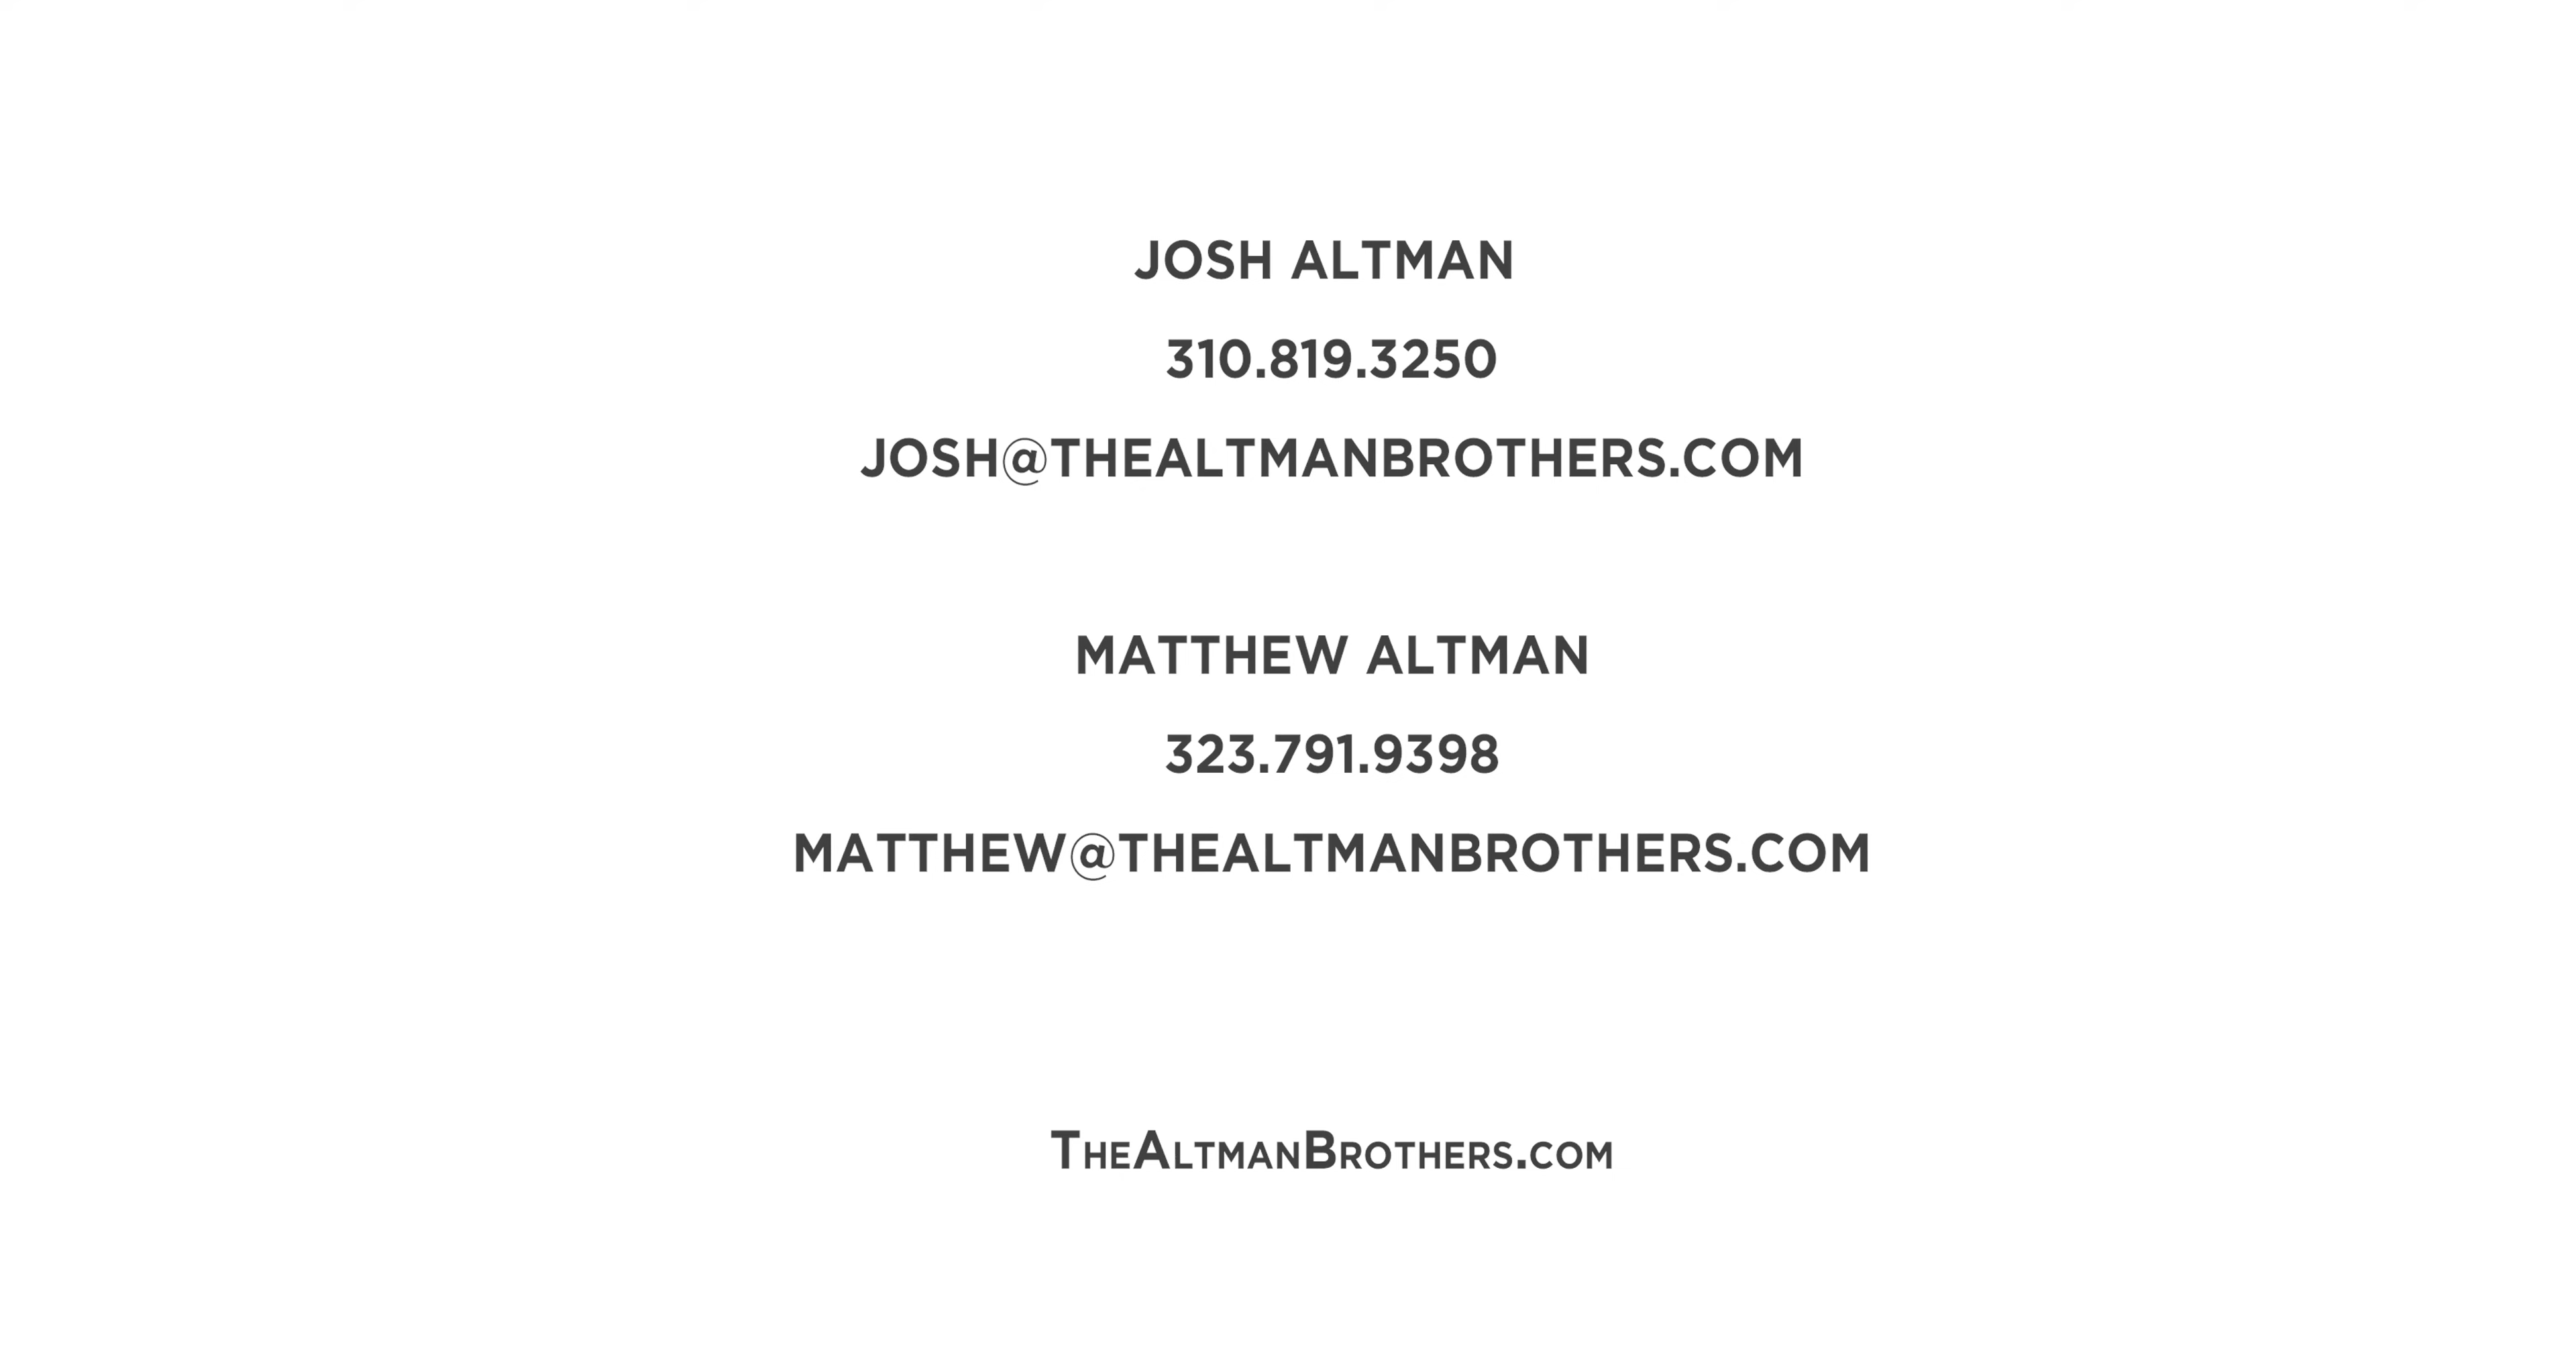 JOSH ALTMAN
310.819.3250
JOSH@THEALTMANBROTHERS.COM
MATTHEW ALTMAN
323.791.9398
MATTHEW@THEALTMANBROTHERS.COM
TheAltmanBrothers.com